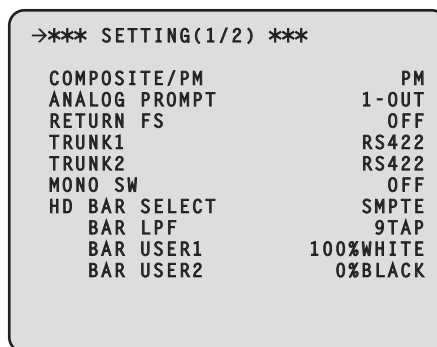 →*** SETTING(1/2) ***
COMPOSITE/PM PM
ANALOG PROMPT 1-OUT
RETURN FS OFF
TRUNK1 RS422
TRUNK2 RS422
MONO SW OFF
HD BAR SELECT SMPTE
BAR LPF 9TAP
BAR USER1 100%WHITE
BAR USER2 0%BLACK